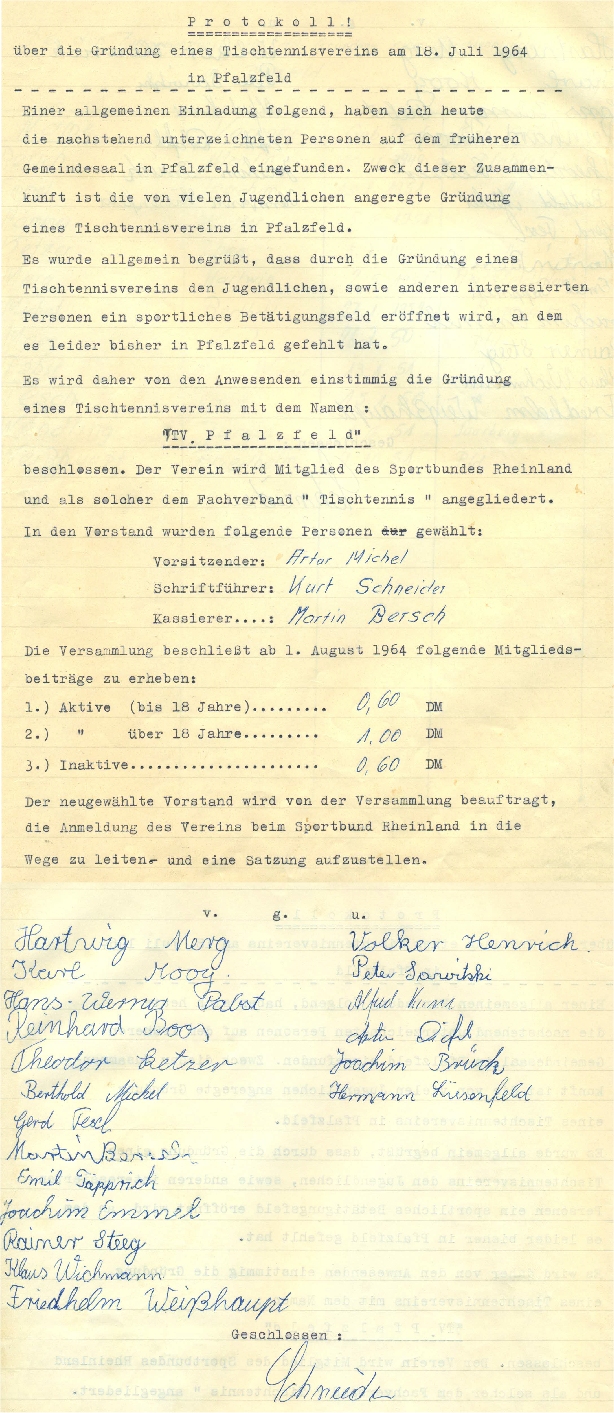 Protokoll!
über die Gründung eines Tischtennisvereins am 18. Juli 1964
in Pfalzfeld
Einer allgemeinen Einladung folgend, haben sich heute
die nachstehend unterzeichneten Personen auf dem früheren
Gemeindesaal in Pfalzfeld eingefunden. Zweck dieser Zusammen-
kunft ist die von vielen Jugendlichen angeregte Gründung
eines Tischtennisvereins in Pfalzfeld.
Es wurde allgemein begrüßt, dass durch die Gründung eines
Tischtennisvereins den Jugendlichen, sowie anderen interessierten
Personen ein sportliches Betätigungsfeld eröffnet wird, an dem
es leider bisher in Pfalzfeld gefehlt hat.
Es wird daher von den Anwesenden einstimmig die Gründung
eines Tischtennisvereins mit dem Namen :
"TTV. Pfalzfeld"
beschlossen. Der Verein wird Mitglied des Sportbundes Rheinland
und als solcher dem Fachverband " Tischtennis " angegliedert.
In den Vorstand wurden folgende Personen dur gewählt:
Vorsitzender: Artur Michel
Schriftführer: Kurt Schneider
Kassierer....: Martin Bersch
Die Versammlung beschließt ab 1. August 1964 folgende Mitglieds-
beiträge zu erheben:
1.) Aktive (bis 18 Jahre)......... 0,60 DM
2.) " über 18 Jahre......... 1,00 DM
3.) Inaktive...................... 0,60 DM
Der neugewählte Vorstand wird von der Versammlung beauftragt,
die Anmeldung des Vereins beim Sportbund Rheinland in die
Wege zu leiten- und eine Satzung aufzustellen.
v. g. u.
Hartwig Merg Volker Henrich.
Karl Moog. Peter Sarwitski
Hans-Werner Pabst Alfred
Reinhard Boos
Theodor Joachim Brück
Berthold Michel Hermann Liesenfeld
Gerd
Martin Bersch
Emil Täpprich
Joachim Emmel
Rainer Steeg
Klaus Wichmann
Friedhelm Weißhaupt
Geschlossen :
Schneider